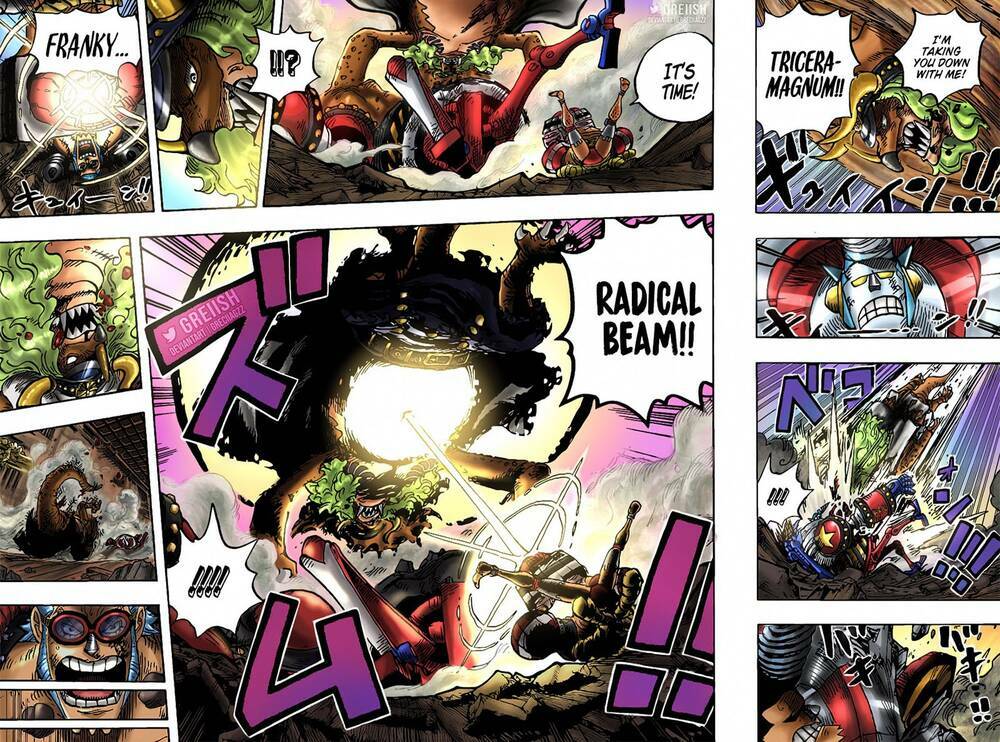 I'M
TAKING
YOU DOWN
WITH ME!
TRICERA-
MAGNUM!!
ギュイイン!!!
!!!
GREIISH
IT'S
TIME!
!!?
FRANKY...
キュイーン!!
RADICAL
BEAM!!
GREIISH
ズム!!
!!!!